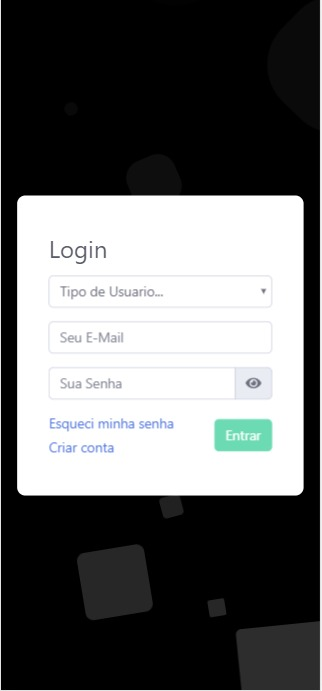 Login
Tipo de Usuario...
Seu E-Mail
Sua Senha
Esqueci minha senha
Entrar
Criar conta